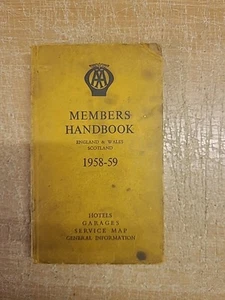 AA
MEMBERS
HANDBOOK
ENGLAND & WALES
SCOTLAND
1958-59
HOTELS
GARAGES
SERVICE MAP
GENERAL INFORMATION